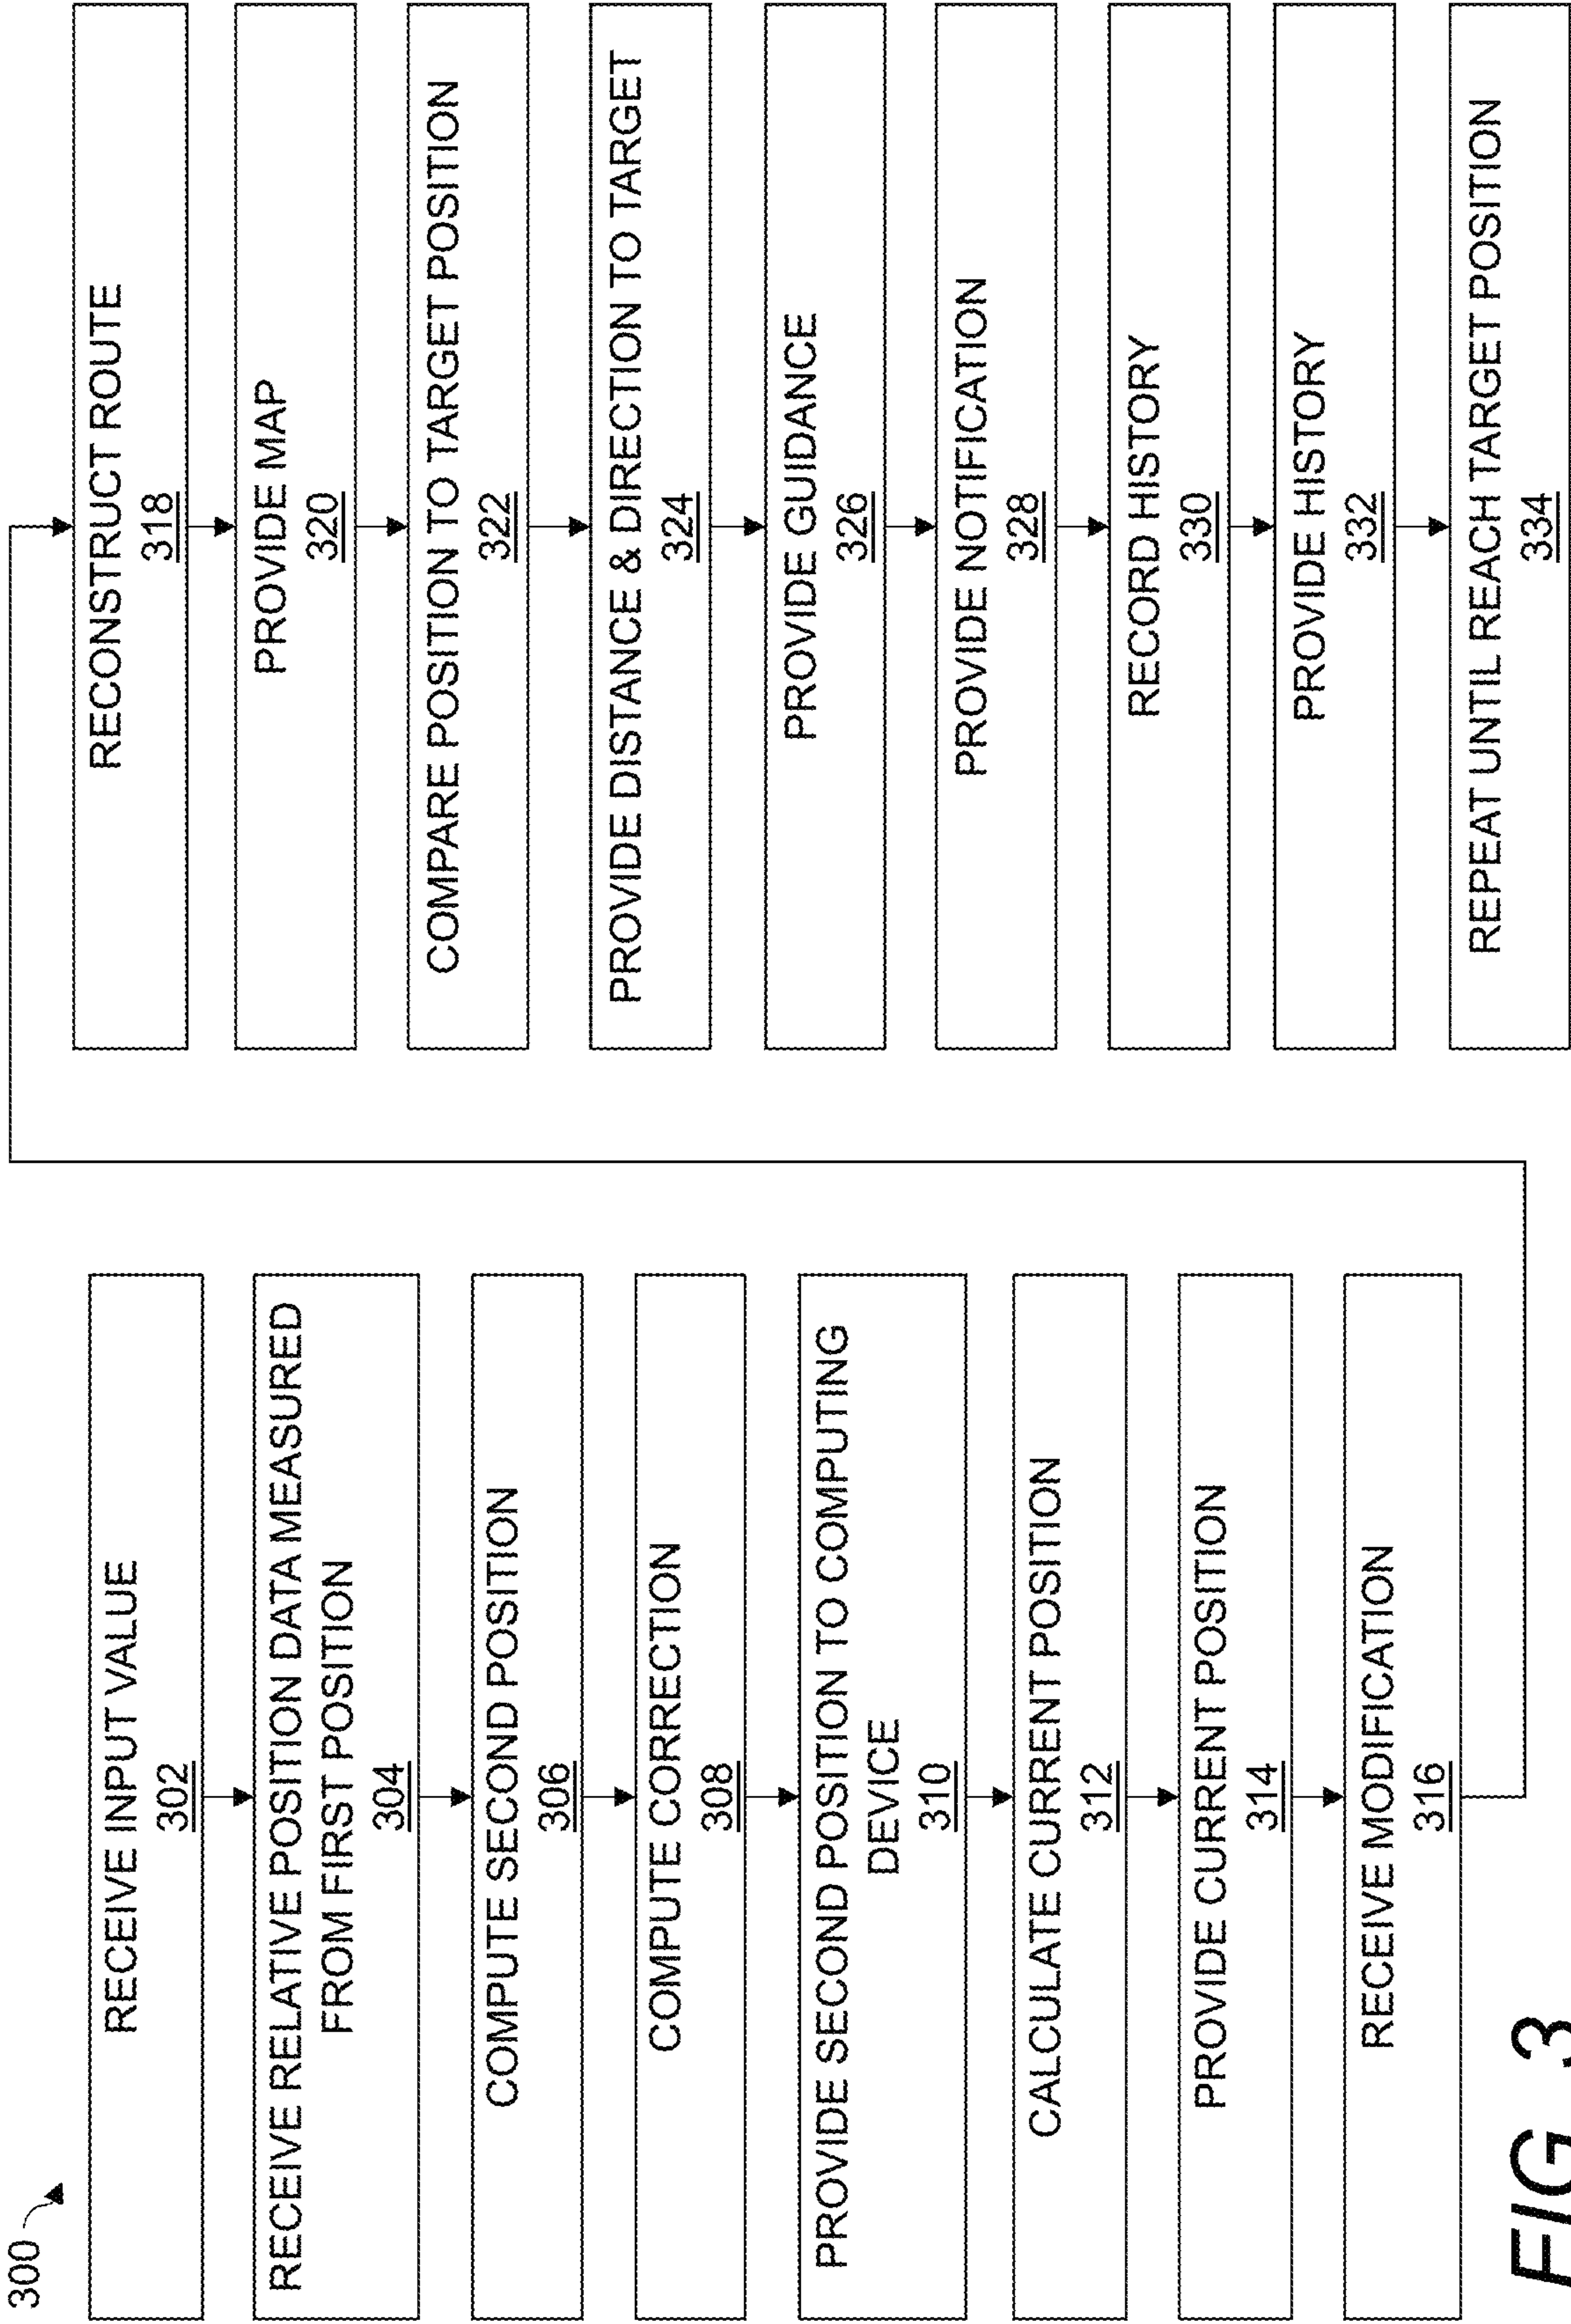 300
RECEIVE INPUT VALUE
302
RECEIVE RELATIVE POSITION DATA MEASURED
FROM FIRST POSITION
304
COMPUTE SECOND POSITION
306
COMPUTE CORRECTION
308
PROVIDE SECOND POSITION TO COMPUTING
DEVICE
310
CALCULATE CURRENT POSITION
312
PROVIDE CURRENT POSITION
314
RECEIVE MODIFICATION
316
RECONSTRUCT ROUTE
318
PROVIDE MAP
320
COMPARE POSITION TO TARGET POSITION
322
PROVIDE DISTANCE & DIRECTION TO TARGET
324
PROVIDE GUIDANCE
326
PROVIDE NOTIFICATION
328
RECORD HISTORY
330
PROVIDE HISTORY
332
REPEAT UNTIL REACH TARGET POSITION
334
FIG 3